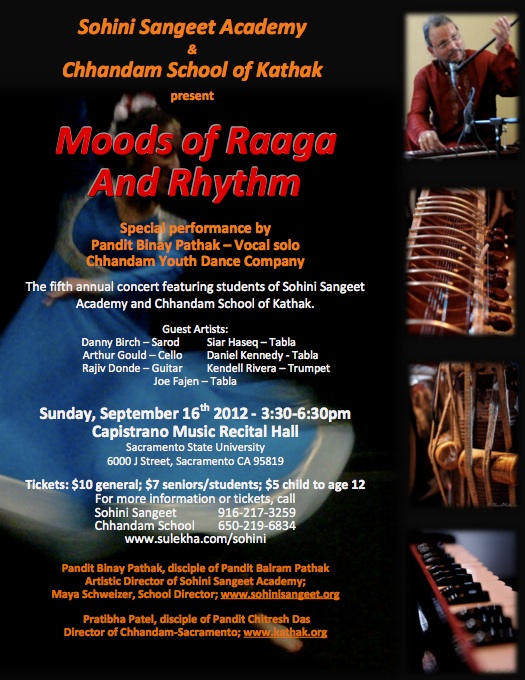 Sohini Sangeet Academy
&
Chhandam School of Kathak
present
Moods of Raaga
And Rhythm
Special performance by
Pandit Binay Pathak – Vocal solo
Chhandam Youth Dance Company
The fifth annual concert featuring students of Sohini Sangeet
Academy and Chhandam School of Kathak.
Guest Artists:
Danny Birch – Sarod Siar Haseq – Tabla
Arthur Gould – Cello Daniel Kennedy - Tabla
Rajiv Donde – Guitar Kendell Rivera – Trumpet
Joe Fajen – Tabla
Sunday, September 16th 2012 - 3:30-6:30pm
Capistrano Music Recital Hall
Sacramento State University
6000 J Street, Sacramento CA 95819
Tickets: $10 general; $7 seniors/students; $5 child to age 12
For more information or tickets, call
Sohini Sangeet 916-217-3259
Chhandam School 650-219-6834
www.sulekha.com/sohini
Pandit Binay Pathak, disciple of Pandit Balram Pathak
Artistic Director of Sohini Sangeet Academy;
Maya Schweizer, School Director; www.sohinisangeet.org
Pratibha Patel, disciple of Pandit Chitresh Das
Director of Chhandam-Sacramento; www.kathak.org